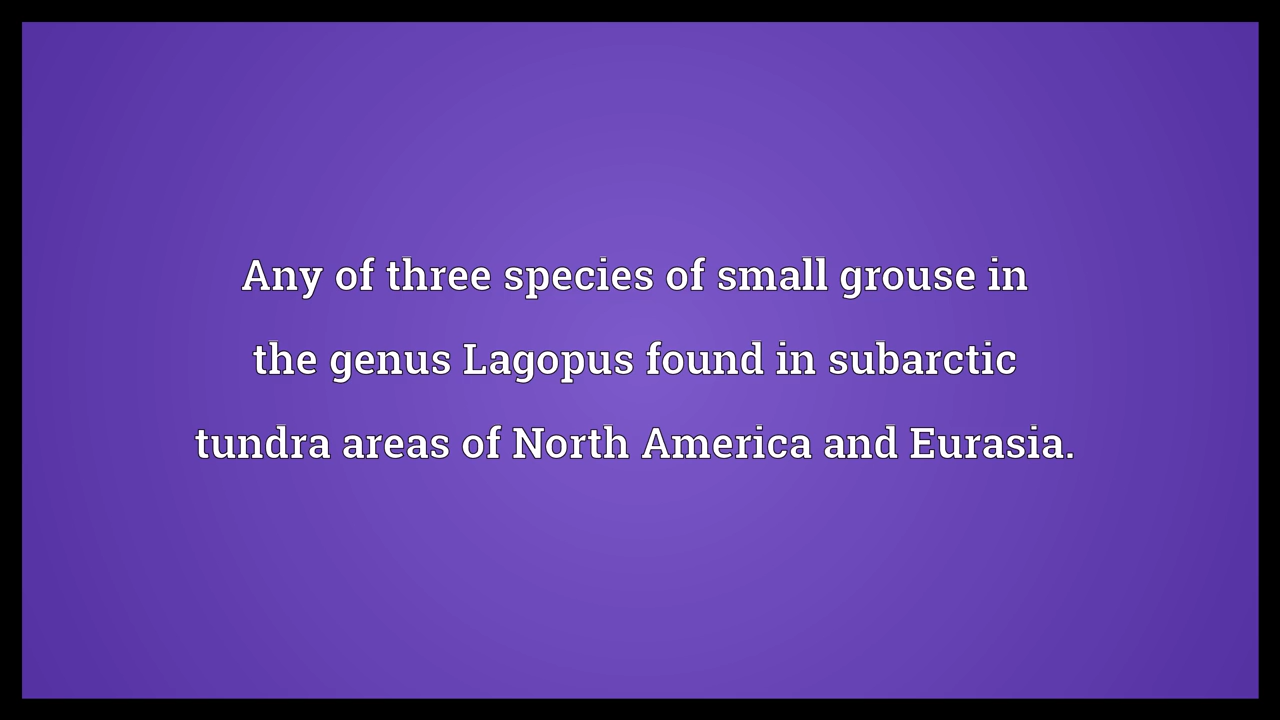 Any of three species of small grouse in
the genus Lagopus found in subarctic
tundra areas of North America and Eurasia.